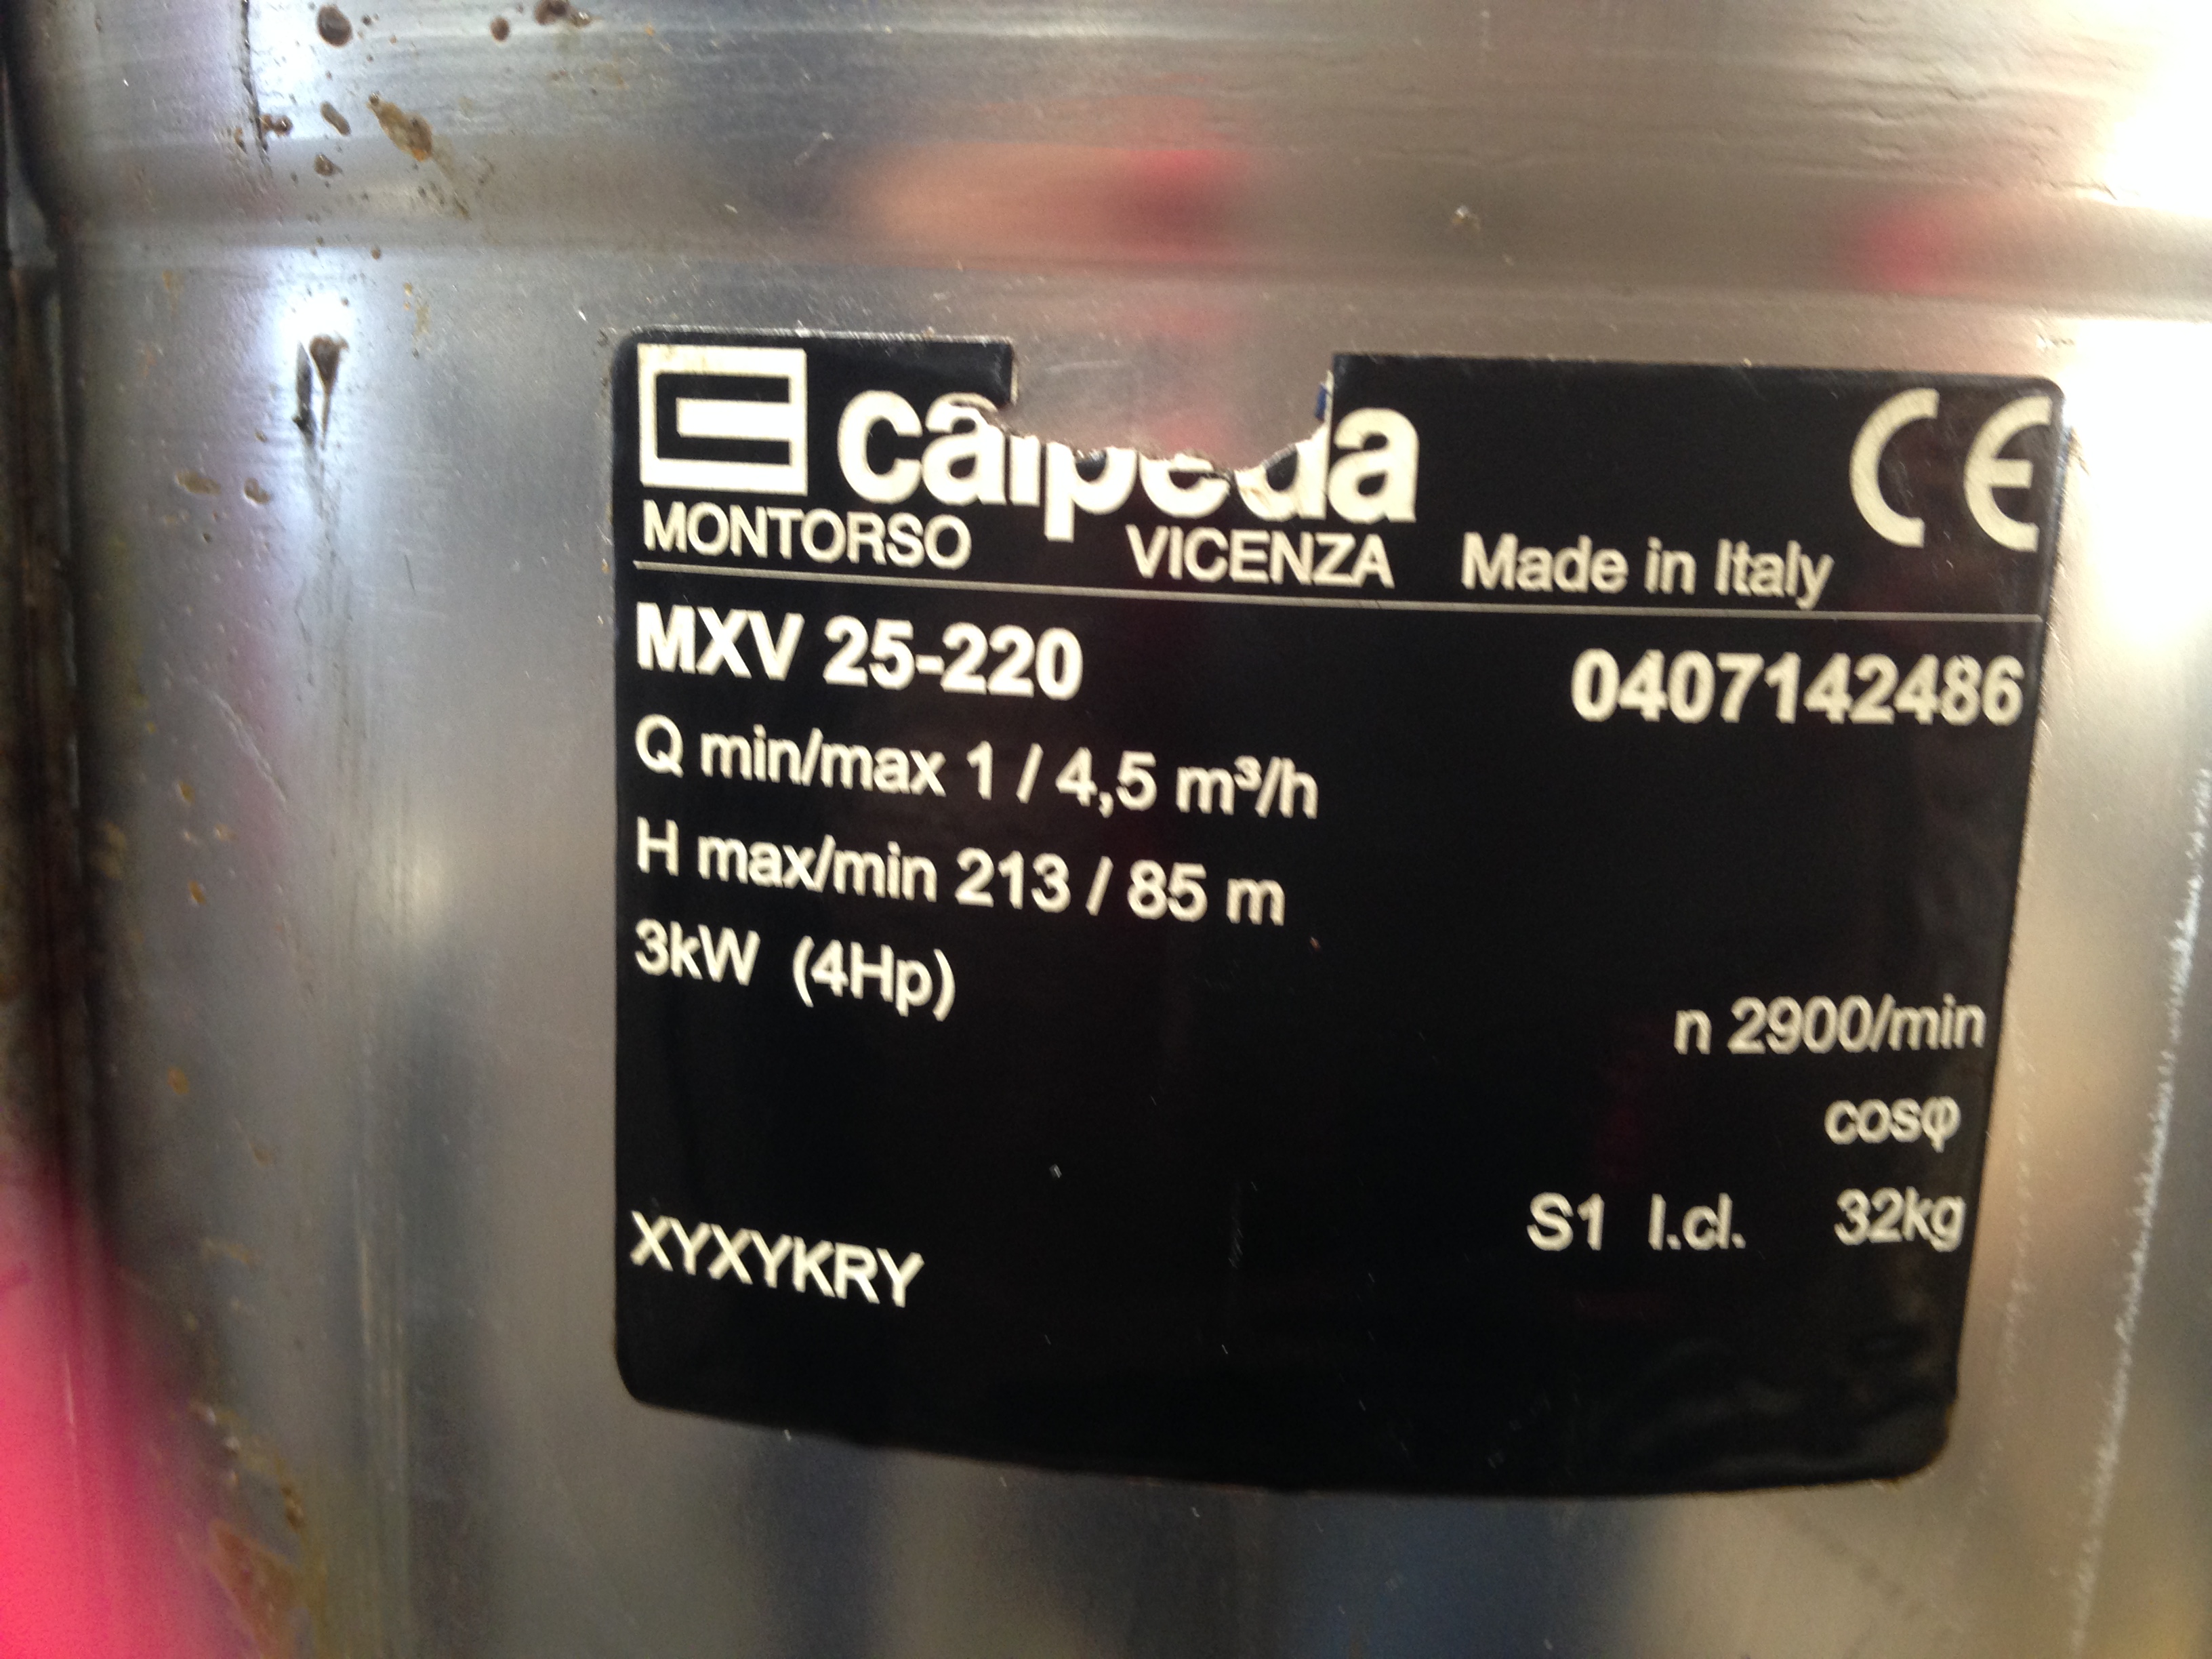 calpeda
CE
MONTORSO VICENZA Made in Italy
MXV 25-220 0407142486
Q min/max 1 / 4,5 m³/h
H max/min 213 / 85 m
3kW (4Hp)
n 2900/min
cosφ
S1 I.cl. 32kg
XYXYKRY